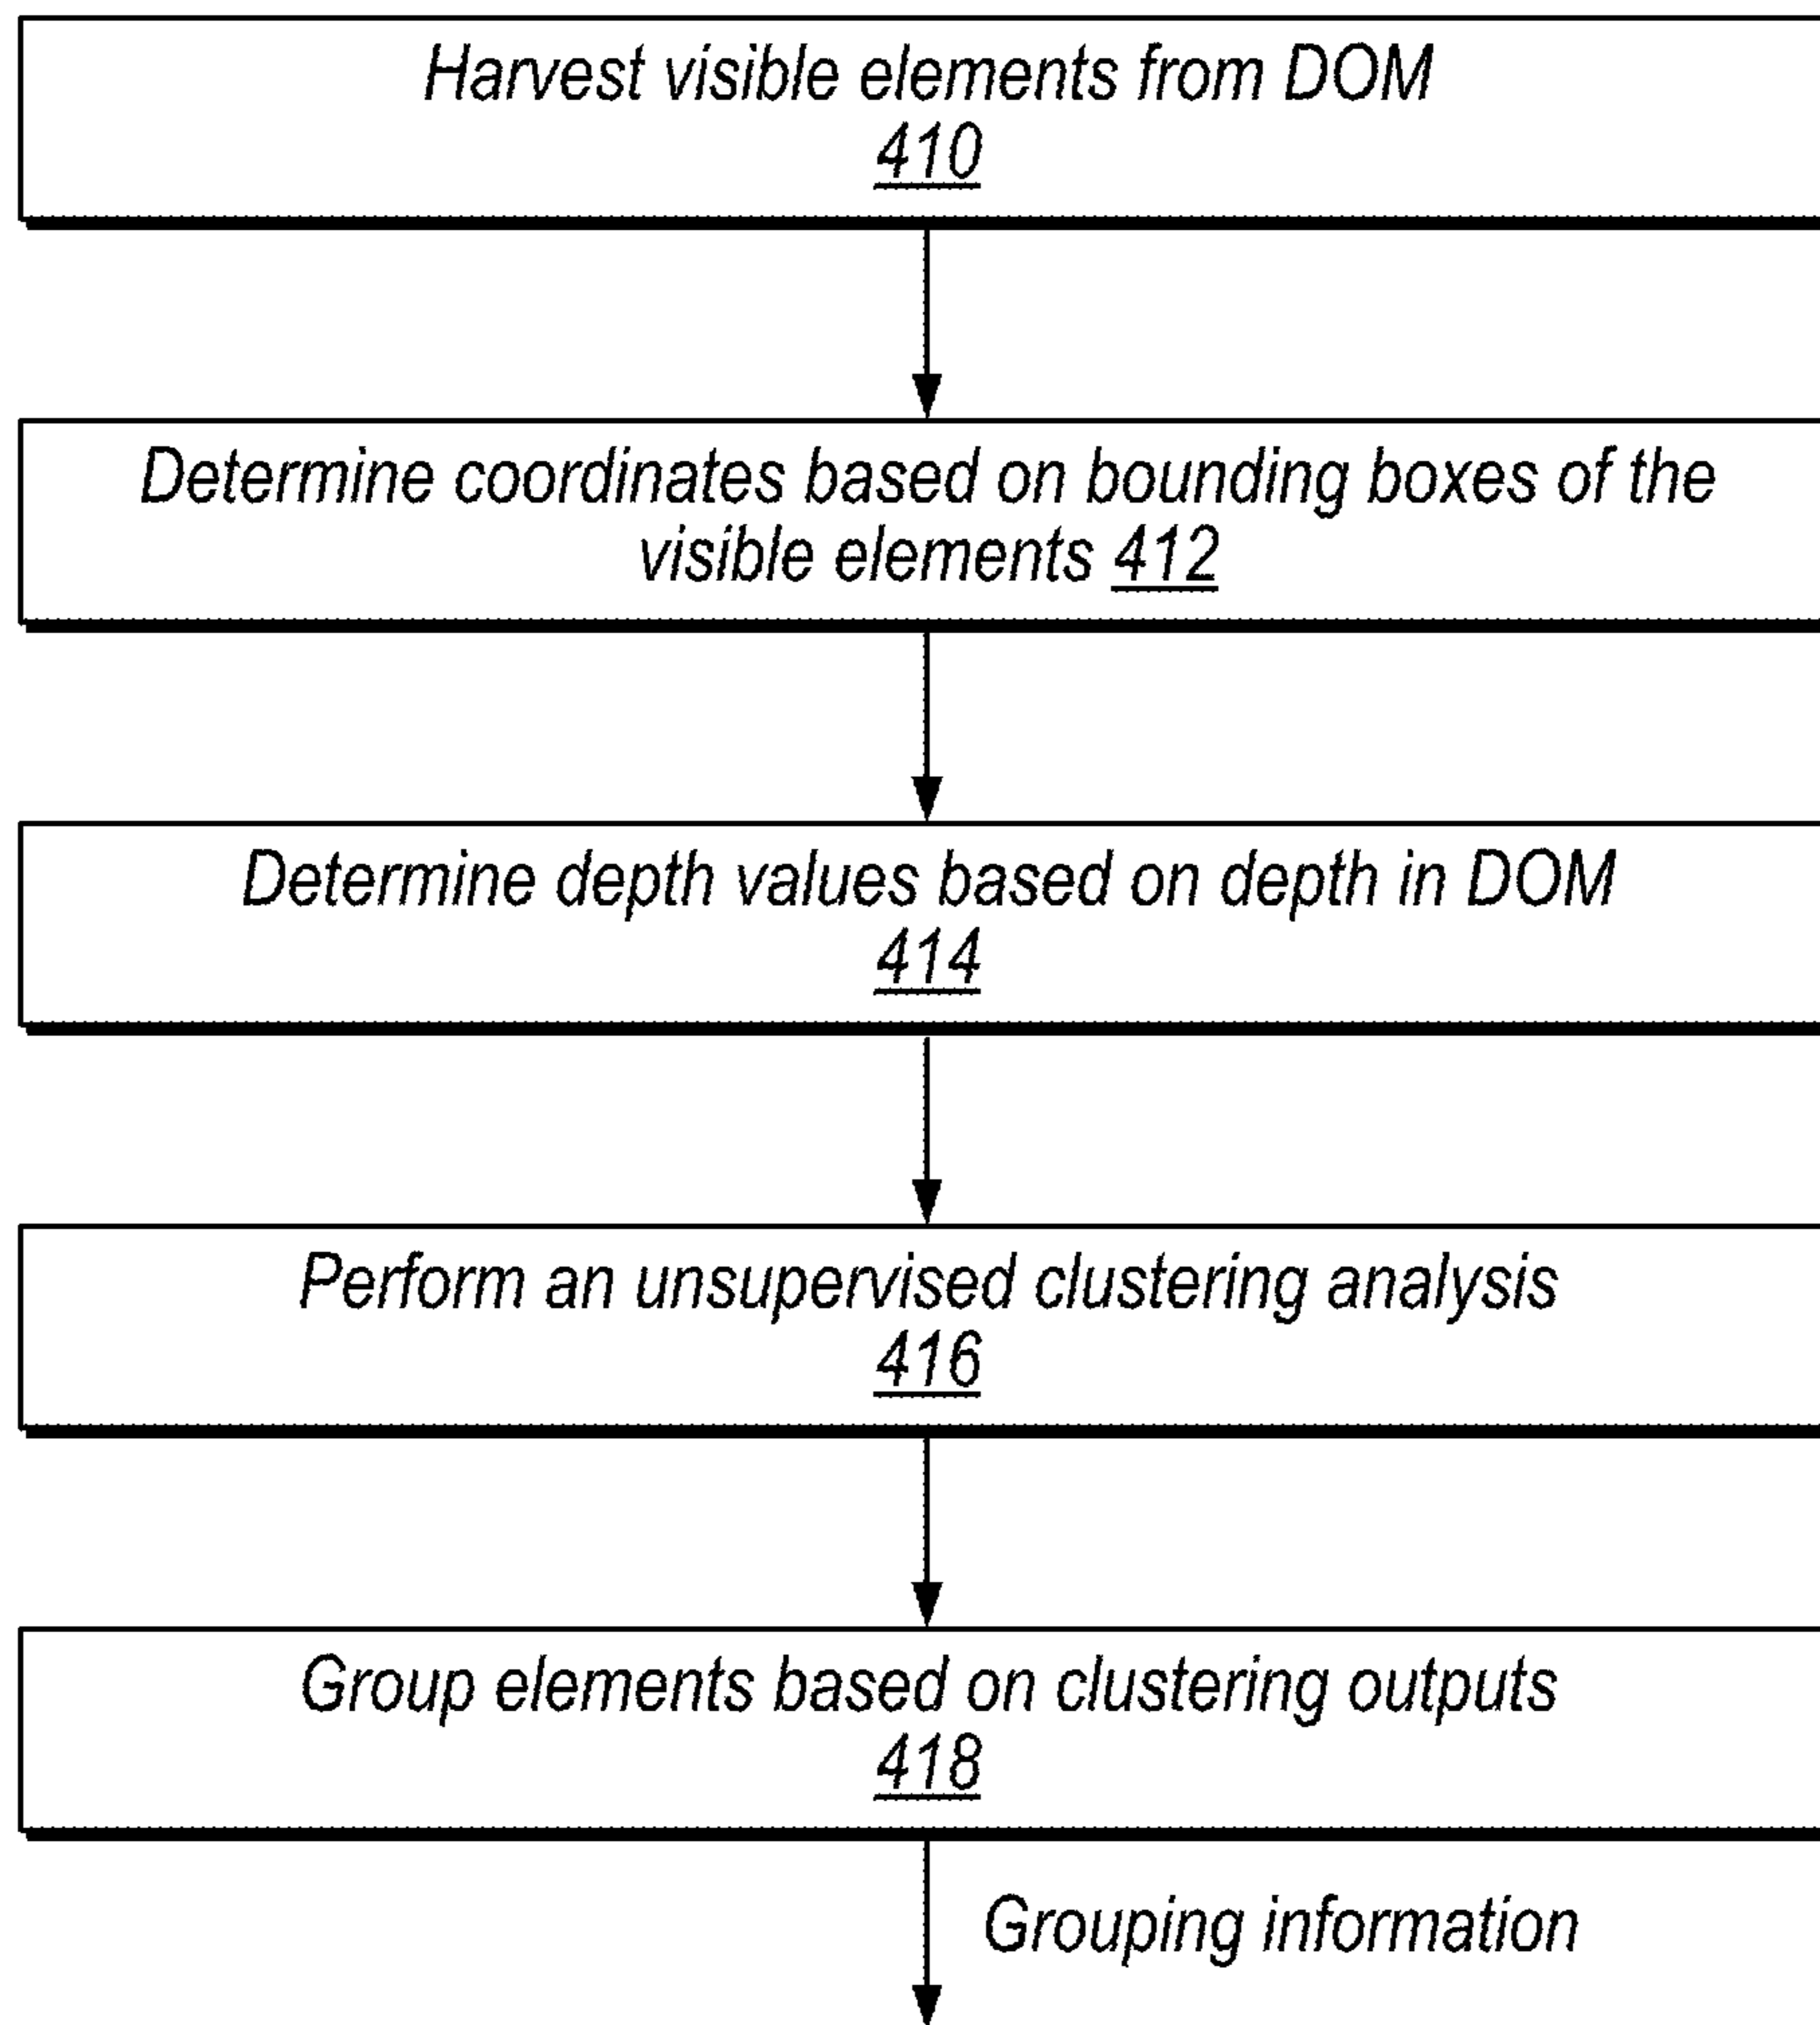 Harvest visible elements from DOM
410
Determine coordinates based on bounding boxes of the
visible elements 412
Determine depth values based on depth in DOM
414
Perform an unsupervised clustering analysis
416
Group elements based on clustering outputs
418
Grouping information